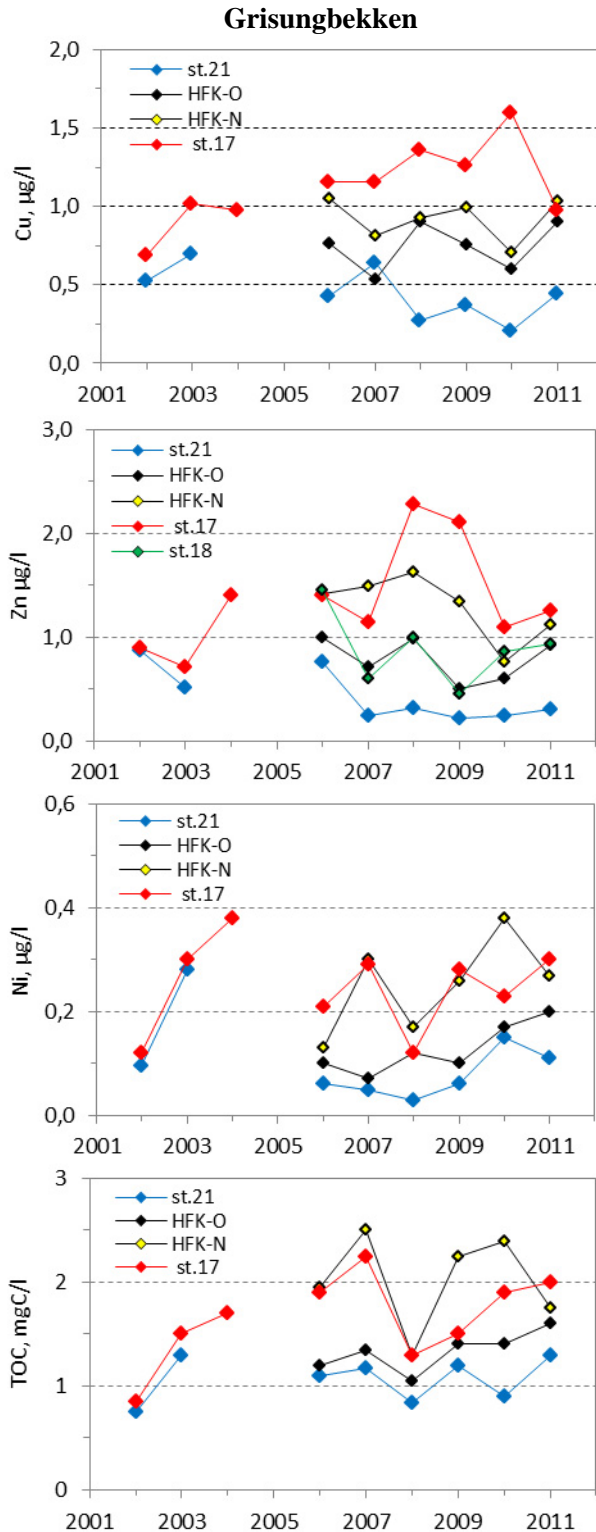 Grisungbekken
2,0
1,5
1,0
0,5
0,0
Cu, µg/l
st.21
HFK-O
HFK-N
st.17
2001 2003 2005 2007 2009 2011
3,0
2,0
1,0
0,0
Zn µg/l
st.21
HFK-O
HFK-N
st.17
st.18
2001 2003 2005 2007 2009 2011
0,6
0,4
0,2
0,0
Ni, µg/l
st.21
HFK-O
HFK-N
st.17
2001 2003 2005 2007 2009 2011
3
2
1
0
TOC, mgC/l
st.21
HFK-O
HFK-N
st.17
2001 2003 2005 2007 2009 2011